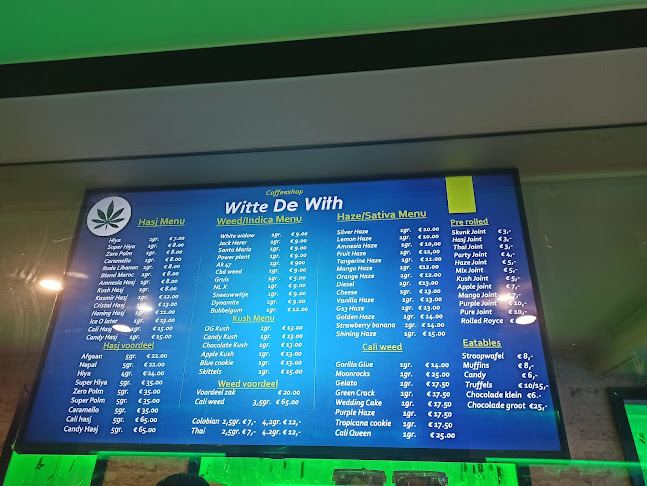 Coffeeshop
Witte De With
Hasj Menu
Hiya 1gr. € 7.00
Super Hiya 1gr. € 8.00
Zero Polm 1gr. € 8.00
Caramello 1gr. € 8.00
Rode Libanon 1gr. € 8.00
Blend Maroc 1gr. € 8.00
Amnesia Hasj 1gr. € 8.00
Kush Hasj 1gr. € 8.00
Kasmir Hasj 1gr. € 12.00
Cristal Hasj 1gr. € 13.00
Honing Hasj 1gr. € 11.00
Ice O later 1gr. € 13.00
Cali Hasj 1gr. € 15.00
Candy Hasj 1gr. € 15.00
Hasj voordeel
Afgaan 5gr. € 22.00
Napal 5gr. € 22.00
Hiya 4gr. € 24.00
Super Hiya 5gr. € 35.00
Zero Polm 5gr. € 35.00
Super Polm 5gr. € 35.00
Caramello 5gr. € 35.00
Cali hasj 5gr. € 65.00
Candy Hasj 5gr. € 65.00
Weed/Indica Menu
White widow 1gr. € 9.00
Jack Herer 1gr. € 9.00
Santa Maria 1gr. € 9.00
Power plant 1gr. € 9.00
Ak 47 1gr. € 900
Cbd weed 1gr. € 9.00
Gruis 1gr. € 5.00
NL X 1gr. € 9.00
Sneeuwwitje 1gr. € 9.00
Dynamite 1gr. € 9.00
Bubbelgum 1gr. € 12.00
Kush Menu
OG Kush 1gr. € 13.00
Candy Kush 1gr. € 13.00
Chocolate Kush 1gr. € 13.00
Apple Kush 1gr. € 13.00
Blue cookie 1gr. € 13.00
Skittels 1gr. € 15.00
Weed voordeel
Voordeel zak € 20.00
Cali weed 3,5gr. € 65.00
Colobian 2,5gr. € 7,- 4.2gr. € 12,-
Thai 2,5gr. € 7,- 4.2gr. € 12,-
Haze/Sativa Menu
Silver Haze 1gr. € 10.00
Lemon Haze 1gr. € 10.00
Amnesia Haze 1gr. € 10,00
Fruit Haze 1gr. € 12,00
Tangerine Haze 1gr. € 11.00
Mango Haze 1gr. €12.00
Orange Haze 1gr. € 12.00
Diesel 1gr. € 13.00
Cheese 1gr. € 13.00
Vanilla Haze 1gr. € 13.00
G13 Haze 1gr. € 13.00
Golden Haze 1gr. € 14.00
Strawberry banana 1gr. € 14.00
Shining Haze 1gr. € 15.00
Cali weed
Gorilla Glue 1gr. € 14.00
Moonrocks 1gr. € 25.00
Gelato 1gr. € 17.50
Green Crack 1gr. € 17.50
Wedding Cake 1gr. € 17.50
Purple Haze 1gr. € 17.50
Tropicana cookie 1gr. € 17.50
Cali Queen 1gr. € 25.00
Pre rolled
Skunk Joint € 3,-
Hasj Joint € 3,-
Thai Joint € 3,-
Party Joint € 4,-
Haze Joint € 5,-
Mix Joint € 5,-
Kush Joint € 5,-
Apple Joint € 7,-
Mango Joint € 7,-
Purple Joint € 10,-
Pure Joint € 10,-
Rolled Royce €
Eatables
Stroopwafel € 8,-
Muffins € 8,-
Candy € 6,-
Truffels € 10/15,-
Chocolade klein €6.-
Chocolade groot €25,-